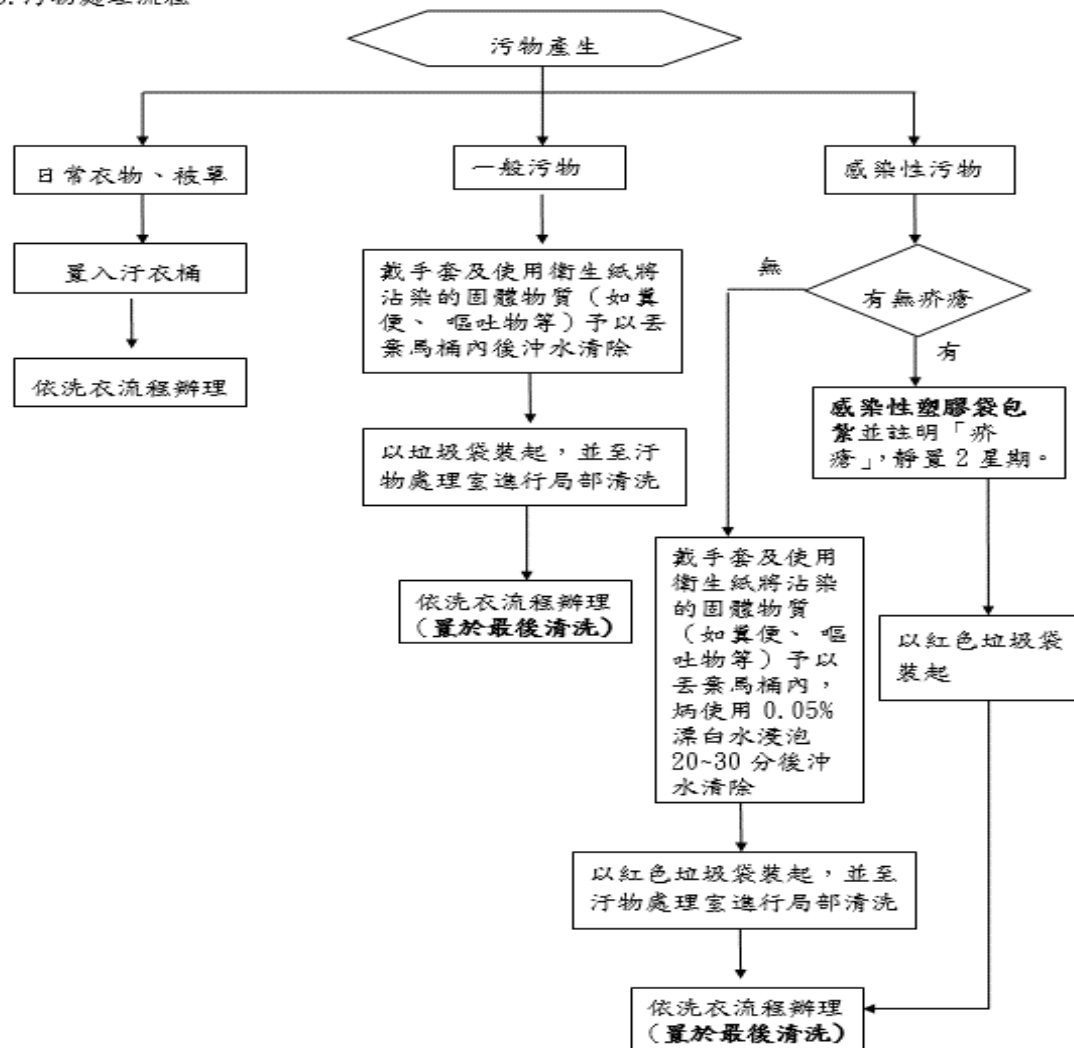 污物處理流程
污物產生
日常衣物、被單
置入汙衣桶
依洗衣流程辦理
一般污物
戴手套及使用衛生紙將
沾染的固體物質（如糞
便、 嘔吐物等）予以丟
棄馬桶內後沖水清除
以垃圾袋裝起，並至汙
物處理室進行局部清洗
依洗衣流程辦理
（置於最後清洗）
感染性污物
有無疥瘡
無
有
感染性塑膠袋包
紮並註明「疥
瘡」，靜置 2 星期。
以紅色垃圾袋
裝起
戴手套及使用
衛生紙將沾染
的固體物質
（如糞便、 嘔
吐物等）予以
丟棄馬桶內，
炳使用 0.05%
漂白水浸泡
20~30 分後沖
水清除
以紅色垃圾袋裝起，並至
汙物處理室進行局部清洗
依洗衣流程辦理
（置於最後清洗）